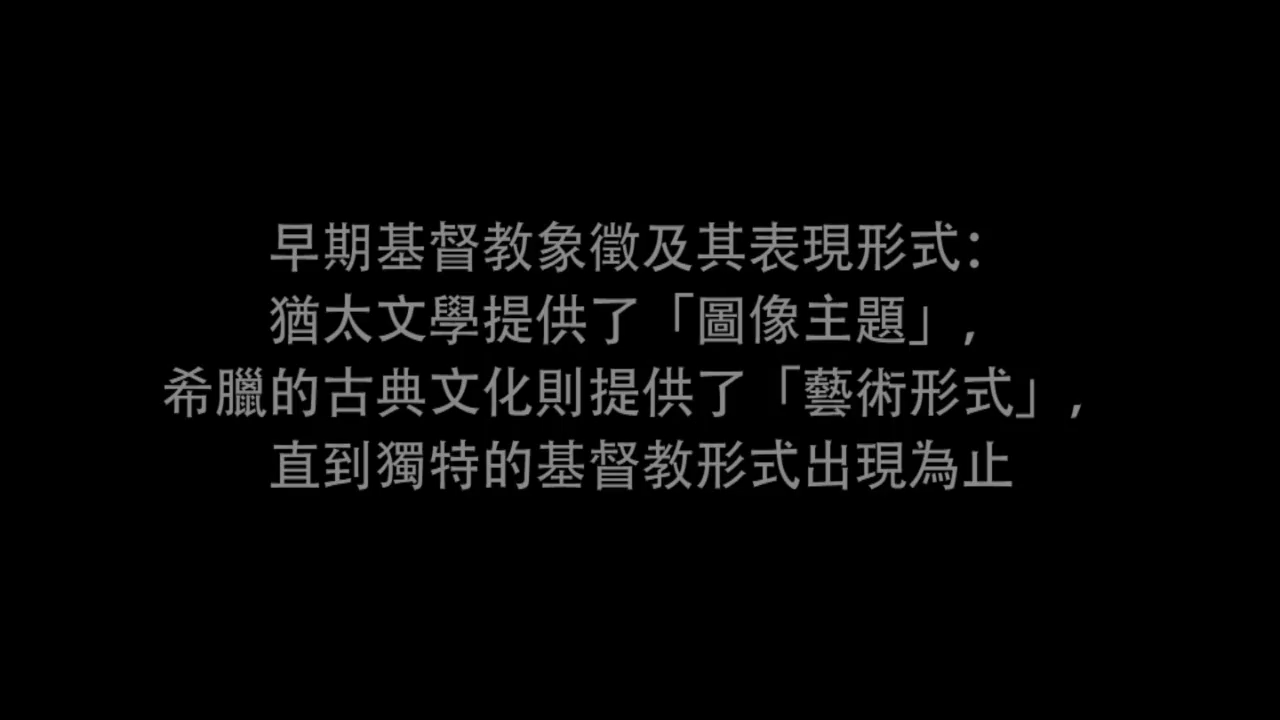 早期基督教象徵及其表現形式：
猶太文學提供了「圖像主題」，
希臘的古典文化則提供了「藝術形式」，
直到獨特的基督教形式出現為止